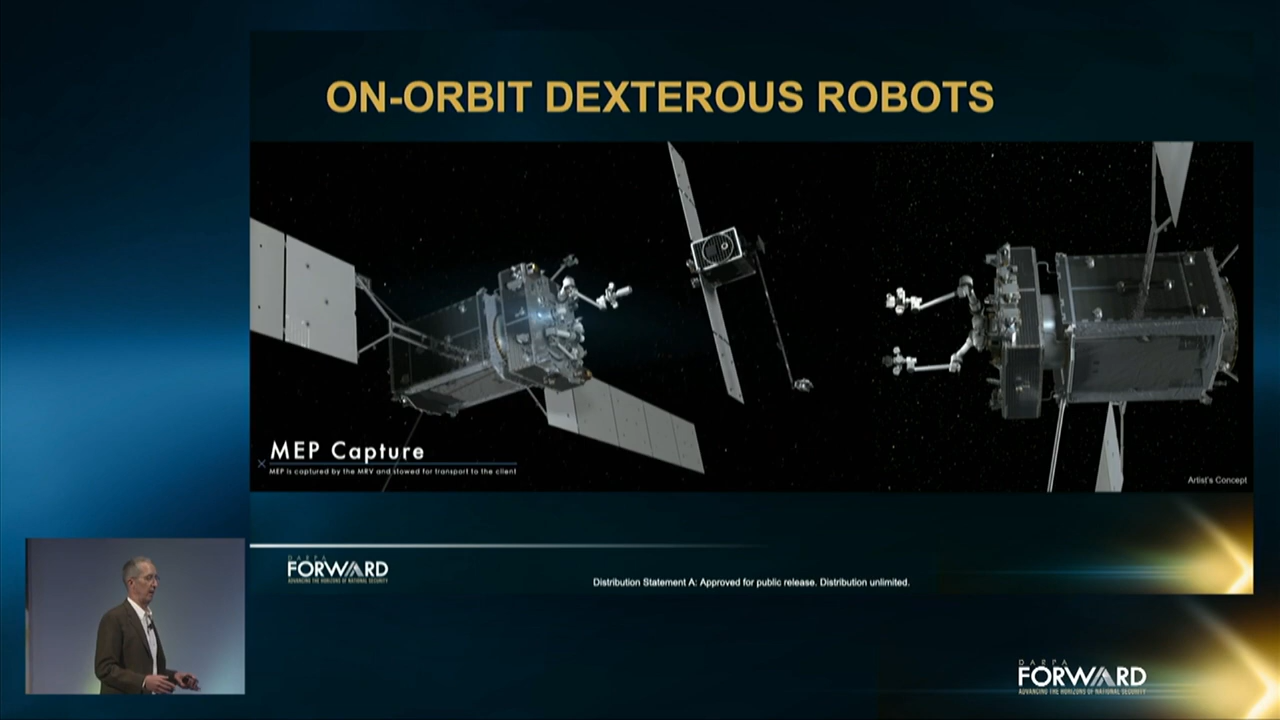 ON-ORBIT DEXTEROUS ROBOTS
MEP Capture
MEP is captured by the MRV and stowed for transport to the client
Artist's Concept
DARPA
FORWARD
ADVANCING THE HORIZONS OF NATIONAL SECURITY
Distribution Statement A: Approved for public release. Distribution unlimited.
DARPA
FORWARD
ADVANCING THE HORIZONS OF NATIONAL SECURITY